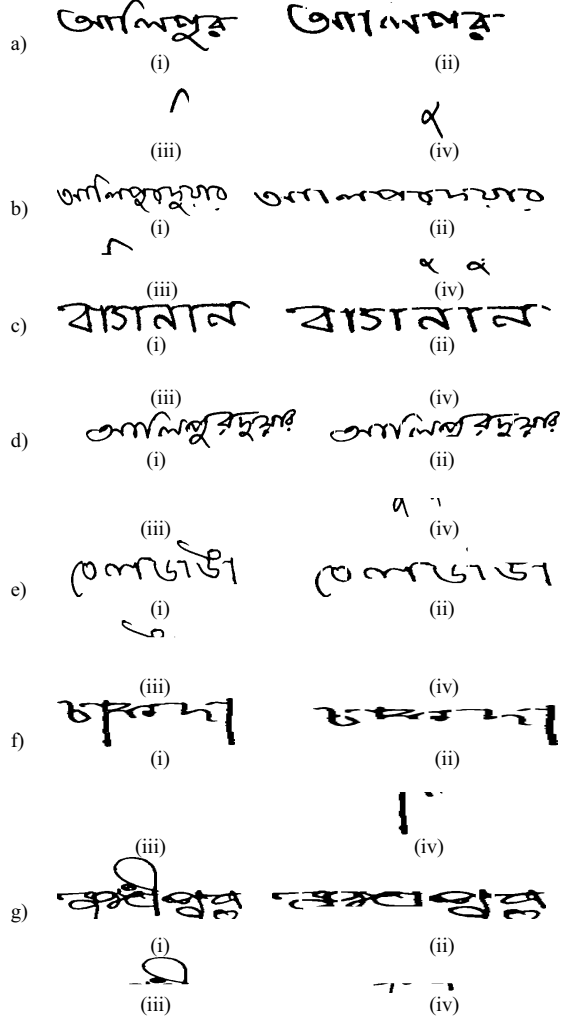 আলিপুর
a)
(i) (ii)
(iii) (iv)
আলিপুরদুয়ার
b)
(i) (ii)
(iii) (iv)
বাগনান বাগনান
c)
(i) (ii)
(iii) (iv)
আলিপুরদুয়ার
d)
(i) (ii)
(iii) (iv)
বেলডাঙা
e)
(i) (ii)
(iii) (iv)
f)
(i) (ii)
(iii) (iv)
g)
(i) (ii)
(iii) (iv)